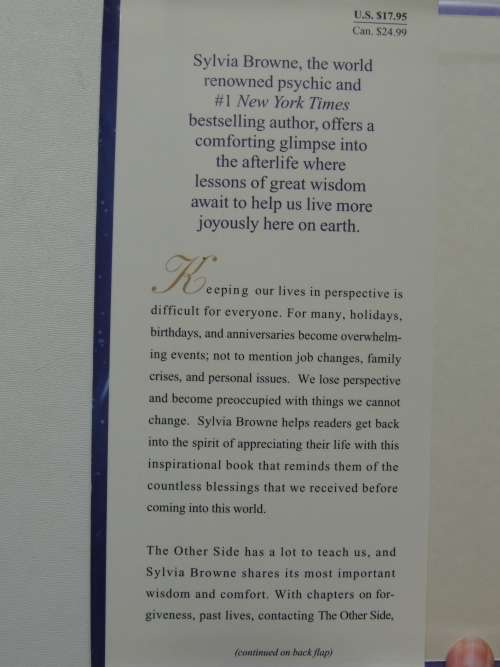 U.S. $17.95
Can. $24.99
Sylvia Browne, the world
renowned psychic and
#1 New York Times
bestselling author, offers a
comforting glimpse into
the afterlife where
lessons of great wisdom
await to help us live more
joyously here on earth.
Keeping our lives in perspective is
difficult for everyone. For many, holidays,
birthdays, and anniversaries become overwhelm-
ing events; not to mention job changes, family
crises, and personal issues. We lose perspective
and become preoccupied with things we cannot
change. Sylvia Browne helps readers get back
into the spirit of appreciating their life with this
inspirational book that reminds them of the
countless blessings that we received before
coming into this world.
The Other Side has a lot to teach us, and
Sylvia Browne shares its most important
wisdom and comfort. With chapters on for-
giveness, past lives, contacting The Other Side,
(continued on back flap)